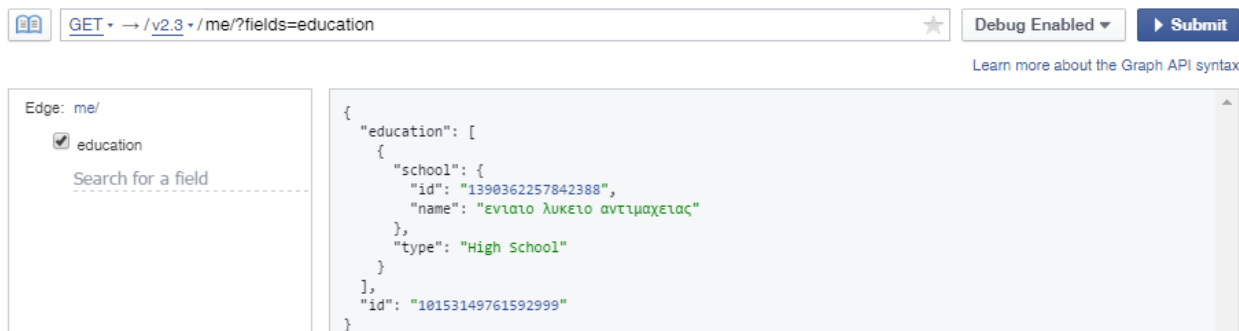 GET → / v2.3 / me/?fields=education
Debug Enabled
Submit
Learn more about the Graph API syntax
Edge: me/
education
Search for a field
{
"education": [
{
"school": {
"id": "1390362257842388",
"name": "ενιαιο λυκειο αντιμαχειας"
},
"type": "High School"
}
],
"id": "10153149761592999"
}